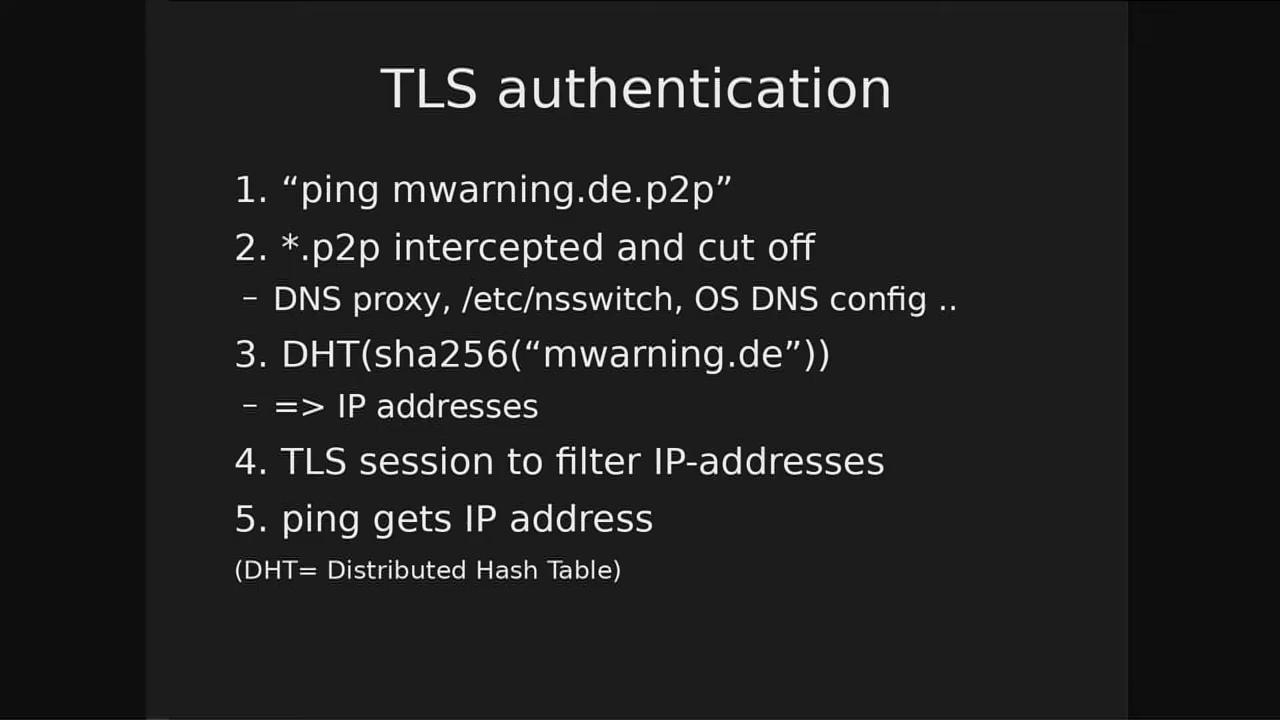 TLS authentication
1. “ping mwarning.de.p2p”
2. *.p2p intercepted and cut off
– DNS proxy, /etc/nsswitch, OS DNS config ..
3. DHT(sha256(“mwarning.de”))
– => IP addresses
4. TLS session to filter IP-addresses
5. ping gets IP address
(DHT= Distributed Hash Table)